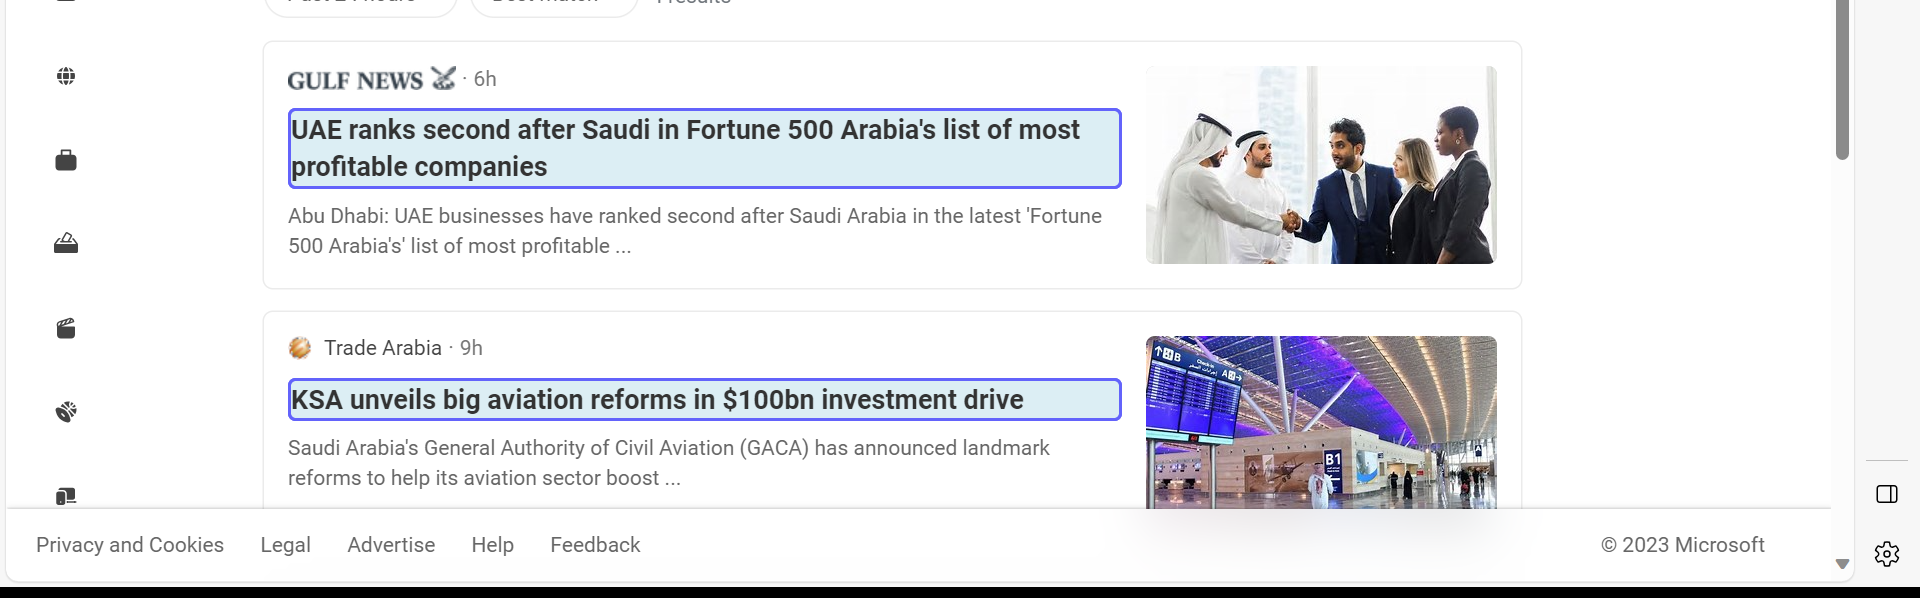 GULF NEWS · 6h
UAE ranks second after Saudi in Fortune 500 Arabia's list of most
profitable companies
Abu Dhabi: UAE businesses have ranked second after Saudi Arabia in the latest 'Fortune
500 Arabia's' list of most profitable ...
Trade Arabia · 9h
KSA unveils big aviation reforms in $100bn investment drive
Saudi Arabia's General Authority of Civil Aviation (GACA) has announced landmark
reforms to help its aviation sector boost ...
B
Check-in
A
B1
Privacy and Cookies Legal Advertise Help Feedback © 2023 Microsoft